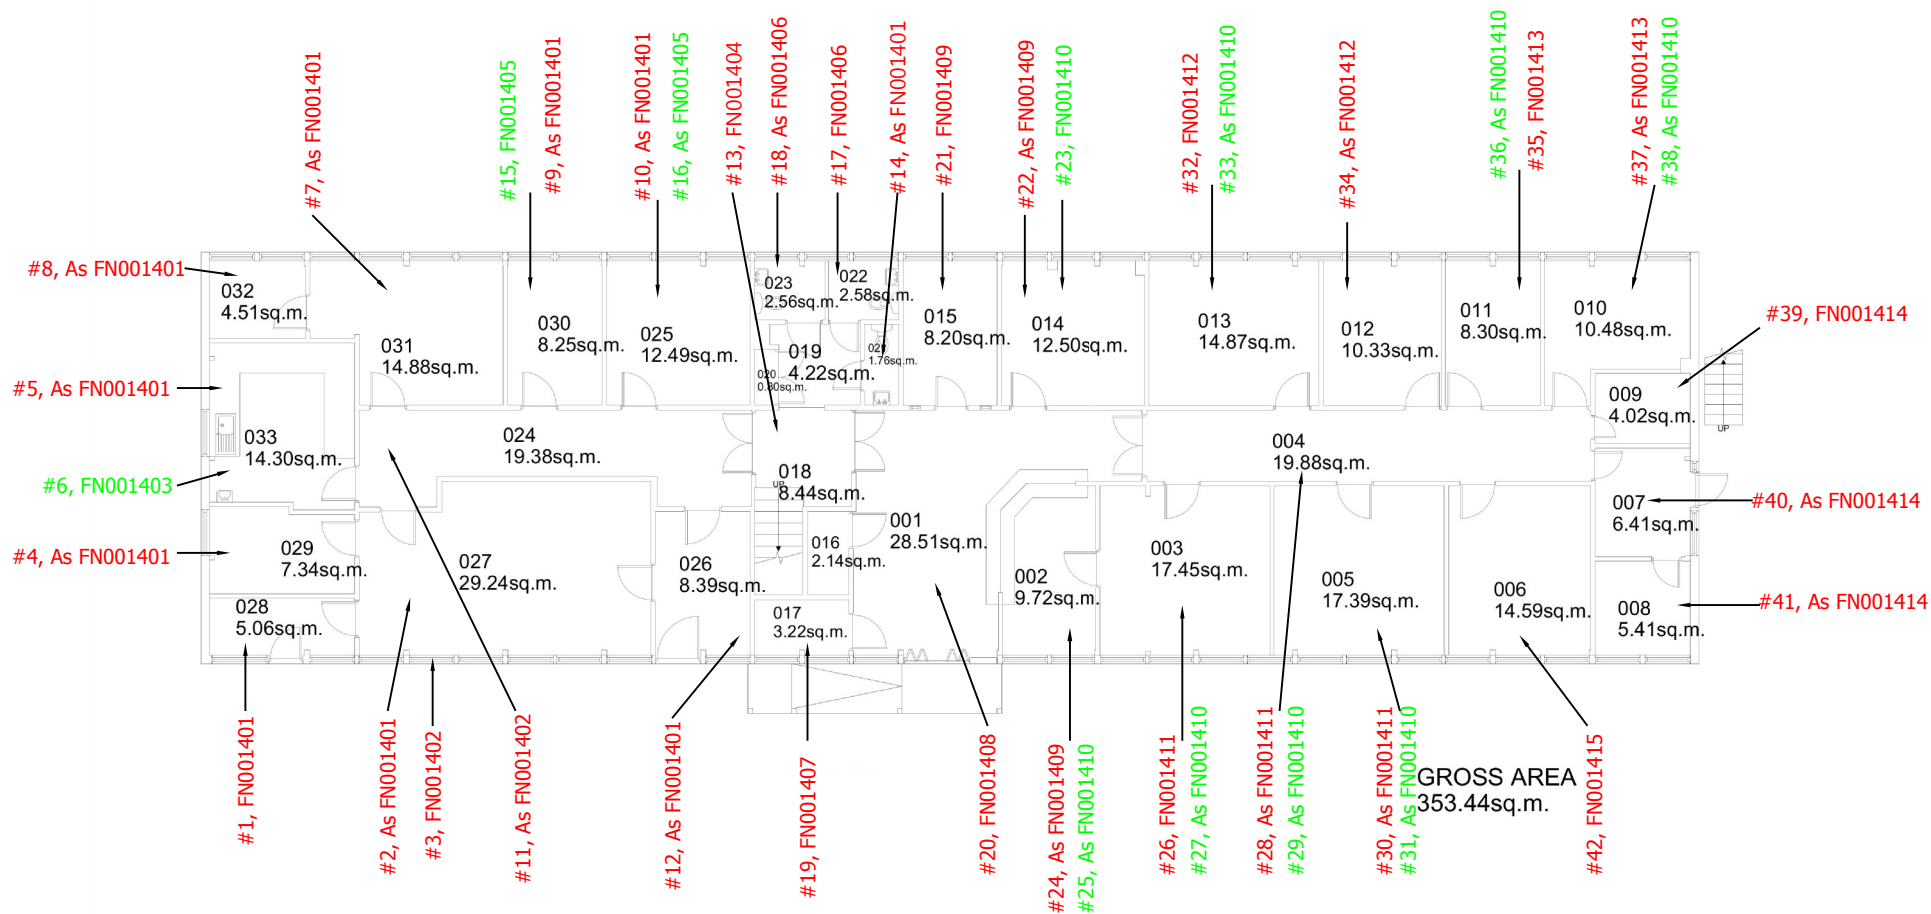 #7, As FN001401
#15, FN001405
#9, As FN001401
#10, As FN001401
#16, As FN001405
#13, FN001404
#18, As FN001406
#17, FN001406
#14, As FN001401
#21, FN001409
#22, As FN001409
#23, FN001410
#32, FN001412
#33, As FN001410
#34, As FN001412
#36, As FN001410
#35, FN001413
#37, As FN001413
#38, As FN001410
#8, As FN001401
#5, As FN001401
#6, FN001403
#4, As FN001401
#39, FN001414
#40, As FN001414
#41, As FN001414
032
4.51sq.m.
031
14.88sq.m.
030
8.25sq.m.
025
12.49sq.m.
023
2.56sq.m.
022
2.58sq.m.
019
4.22sq.m.
020
0.80sq.m.
021
1.76sq.m.
015
8.20sq.m.
014
12.50sq.m.
013
14.87sq.m.
012
10.33sq.m.
011
8.30sq.m.
010
10.48sq.m.
009
4.02sq.m.
UP
033
14.30sq.m.
024
19.38sq.m.
018
8.44sq.m.
UP
004
19.88sq.m.
007
6.41sq.m.
029
7.34sq.m.
028
5.06sq.m.
027
29.24sq.m.
026
8.39sq.m.
016
2.14sq.m.
017
3.22sq.m.
001
28.51sq.m.
002
9.72sq.m.
003
17.45sq.m.
005
17.39sq.m.
006
14.59sq.m.
008
5.41sq.m.
#1, FN001401
#2, As FN001401
#3, FN001402
#11, As FN001402
#12, As FN001401
#19, FN001407
#20, FN001408
#24, As FN001409
#25, As FN001410
#26, FN001411
#27, As FN001410
#28, As FN001411
#29, As FN001410
#30, As FN001411
#31, As FN001410
#42, FN001415
GROSS AREA
353.44sq.m.